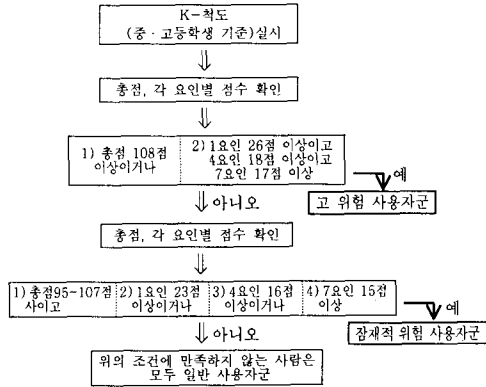 K-척도
(중·고등학생 기준)실시
총점, 각 요인별 점수 확인
1) 총점 108점
이상이거나
2) 1요인 26점 이상이고
4요인 18점 이상이고
7요인 17점 이상
예
고 위험 사용자군
아니오
총점, 각 요인별 점수 확인
1) 총점95-107점
사이고
2) 1요인 23점
이상이거나
3) 4요인 16점
이상이거나
4) 7요인 15점
이상
예
잠재적 위험 사용자군
아니오
위의 조건에 만족하지 않는 사람은
모두 일반 사용자군